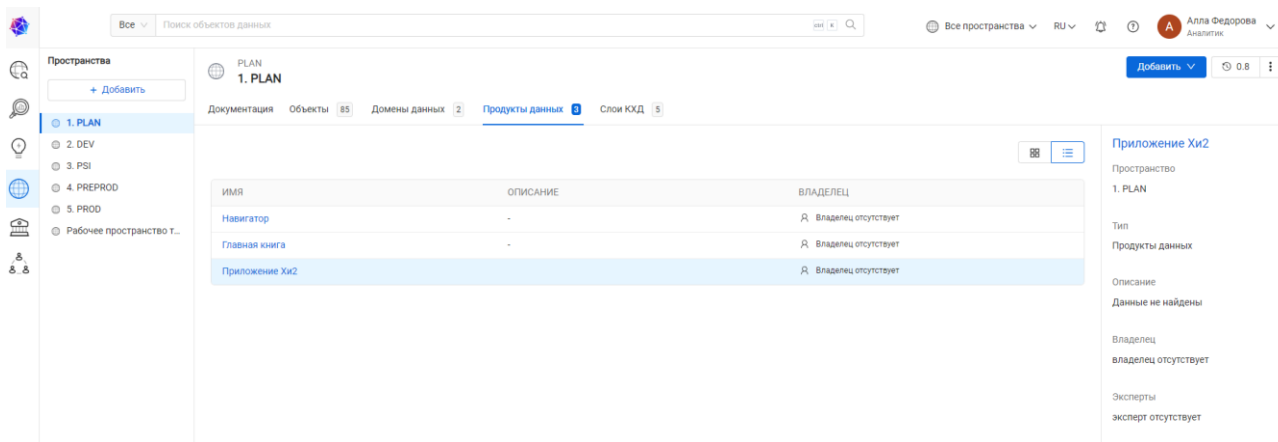 Все
Поиск объектов данных
ctrl K
Все пространства
RU
А
Алла Федорова
Аналитик
Пространства
+ Добавить
1. PLAN
2. DEV
3. PSI
4. PREPROD
5. PROD
Рабочее пространство т...
PLAN
1. PLAN
Добавить
0.8
Документация Объекты 85 Домены данных 2 Продукты данных 3 Слои КХД 5
ИМЯ ОПИСАНИЕ ВЛАДЕЛЕЦ
Навигатор - Владелец отсутствует
Главная книга - Владелец отсутствует
Приложение Хи2 Владелец отсутствует
Приложение Хи2
Пространство
1. PLAN
Тип
Продукты данных
Описание
Данные не найдены
Владелец
владелец отсутствует
Эксперты
эксперт отсутствует